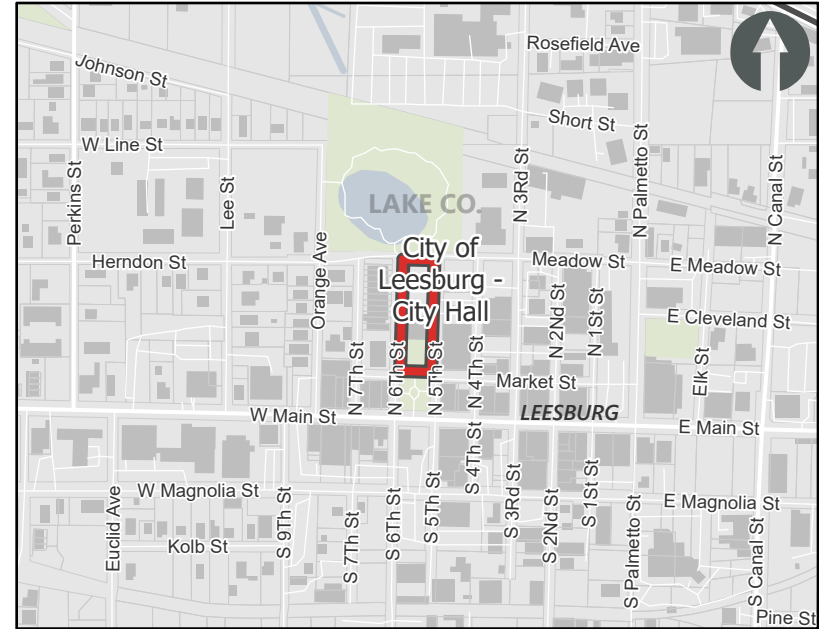 Rosefield Ave
Johnson St
Short St
W Line St
Perkins St
Lee St
N 3Rd St
N Palmetto St
N Canal St
LAKE CO.
Herndon St
Orange Ave
City of
Leesburg -
City Hall
Meadow St
E Meadow St
N 7Th St
N 6Th St
N 5Th St
N 4Th St
N 2Nd St
N 1St St
E Cleveland St
Elk St
Market St
W Main St
LEESBURG
E Main St
S 4Th St
W Magnolia St
E Magnolia St
Euclid Ave
Kolb St
S 9Th St
S 7Th St
S 6Th St
S 5Th St
S 3Rd St
S 2Nd St
S 1St St
S Palmetto St
S Canal St
Pine St